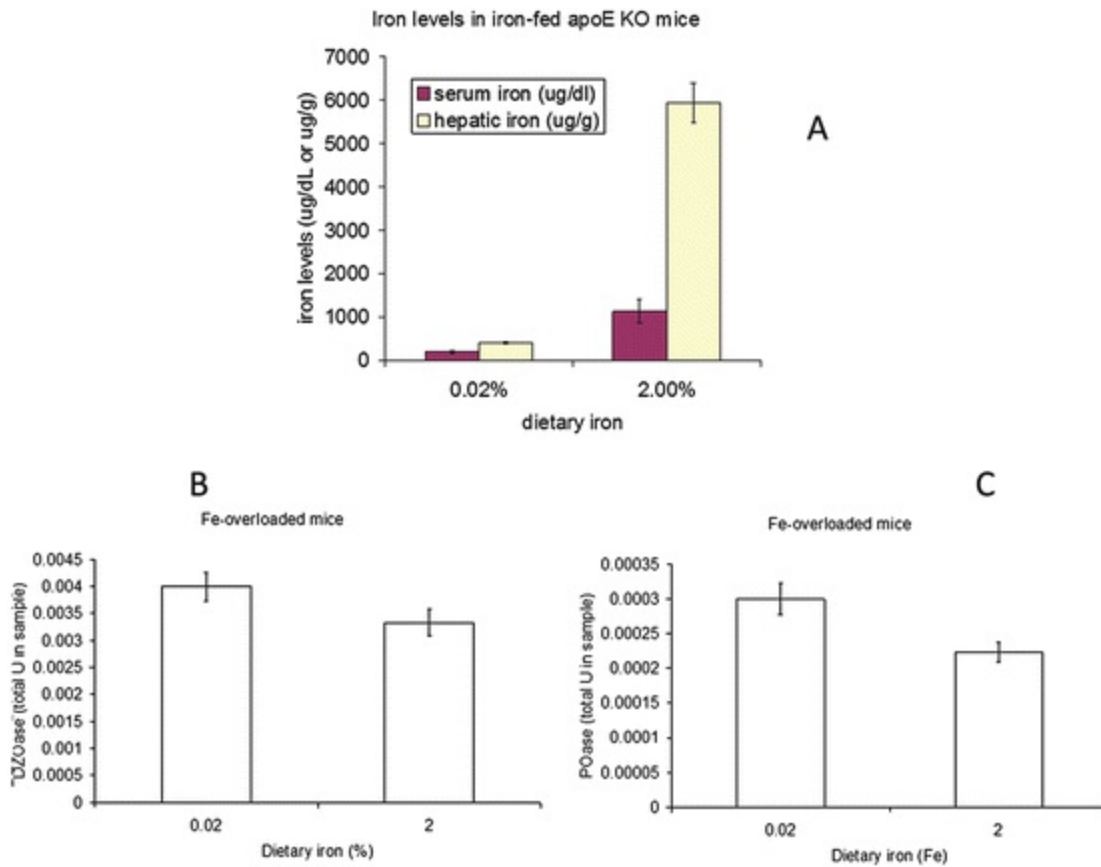 Iron levels in iron-fed apoE KO mice
7000
6000
5000
4000
3000
2000
1000
0
iron levels (ug/dL or ug/g)
serum iron (ug/dl)
hepatic iron (ug/g)
A
0.02%
2.00%
dietary iron
B
Fe-overloaded mice
0.0045
0.004
0.0035
0.003
0.0025
0.002
0.0015
0.001
0.0005
0
(total U in sample)
0.02
2
Dietary iron (%)
C
Fe-overloaded mice
0.00035
0.0003
0.00025
0.0002
0.00015
0.0001
0.00005
0
POase (total U in sample)
0.02
2
Dietary iron (Fe)